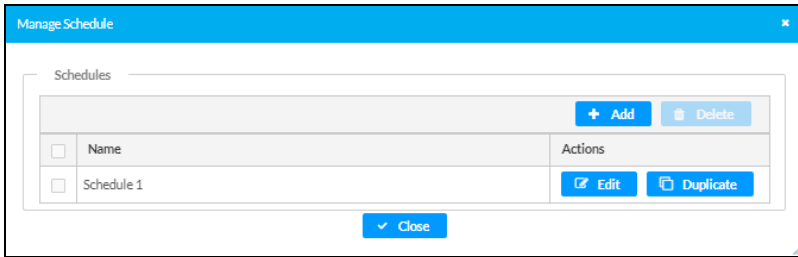 Manage Schedule
Schedules
Add Delete
Name Actions
Schedule 1 Edit Duplicate
Close